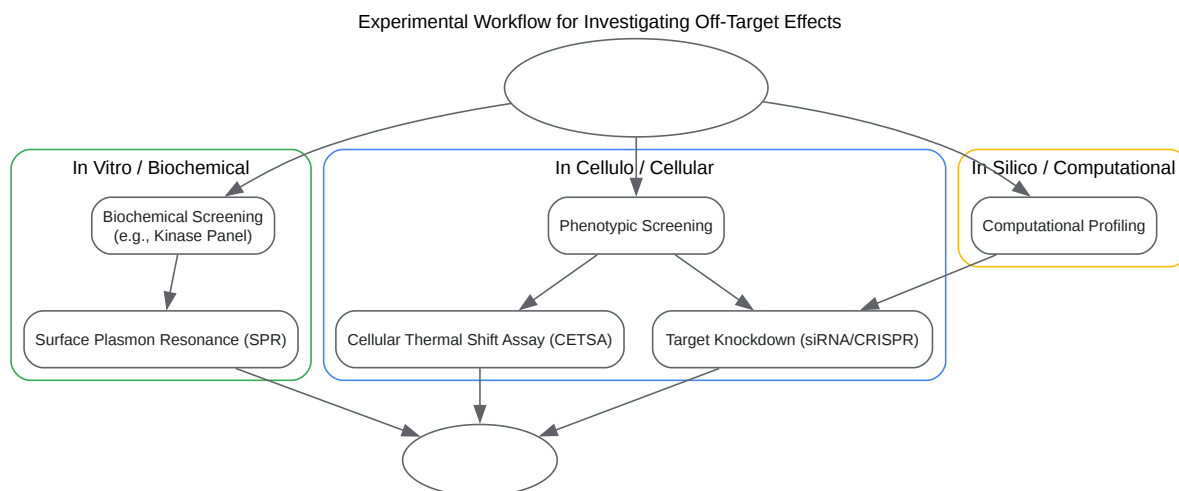 Experimental Workflow for Investigating Off-Target Effects
In Vitro / Biochemical
In Cellulo / Cellular
In Silico / Computational
Biochemical Screening
(e.g., Kinase Panel)
Phenotypic Screening
Computational Profiling
Surface Plasmon Resonance (SPR)
Cellular Thermal Shift Assay (CETSA)
Target Knockdown (siRNA/CRISPR)